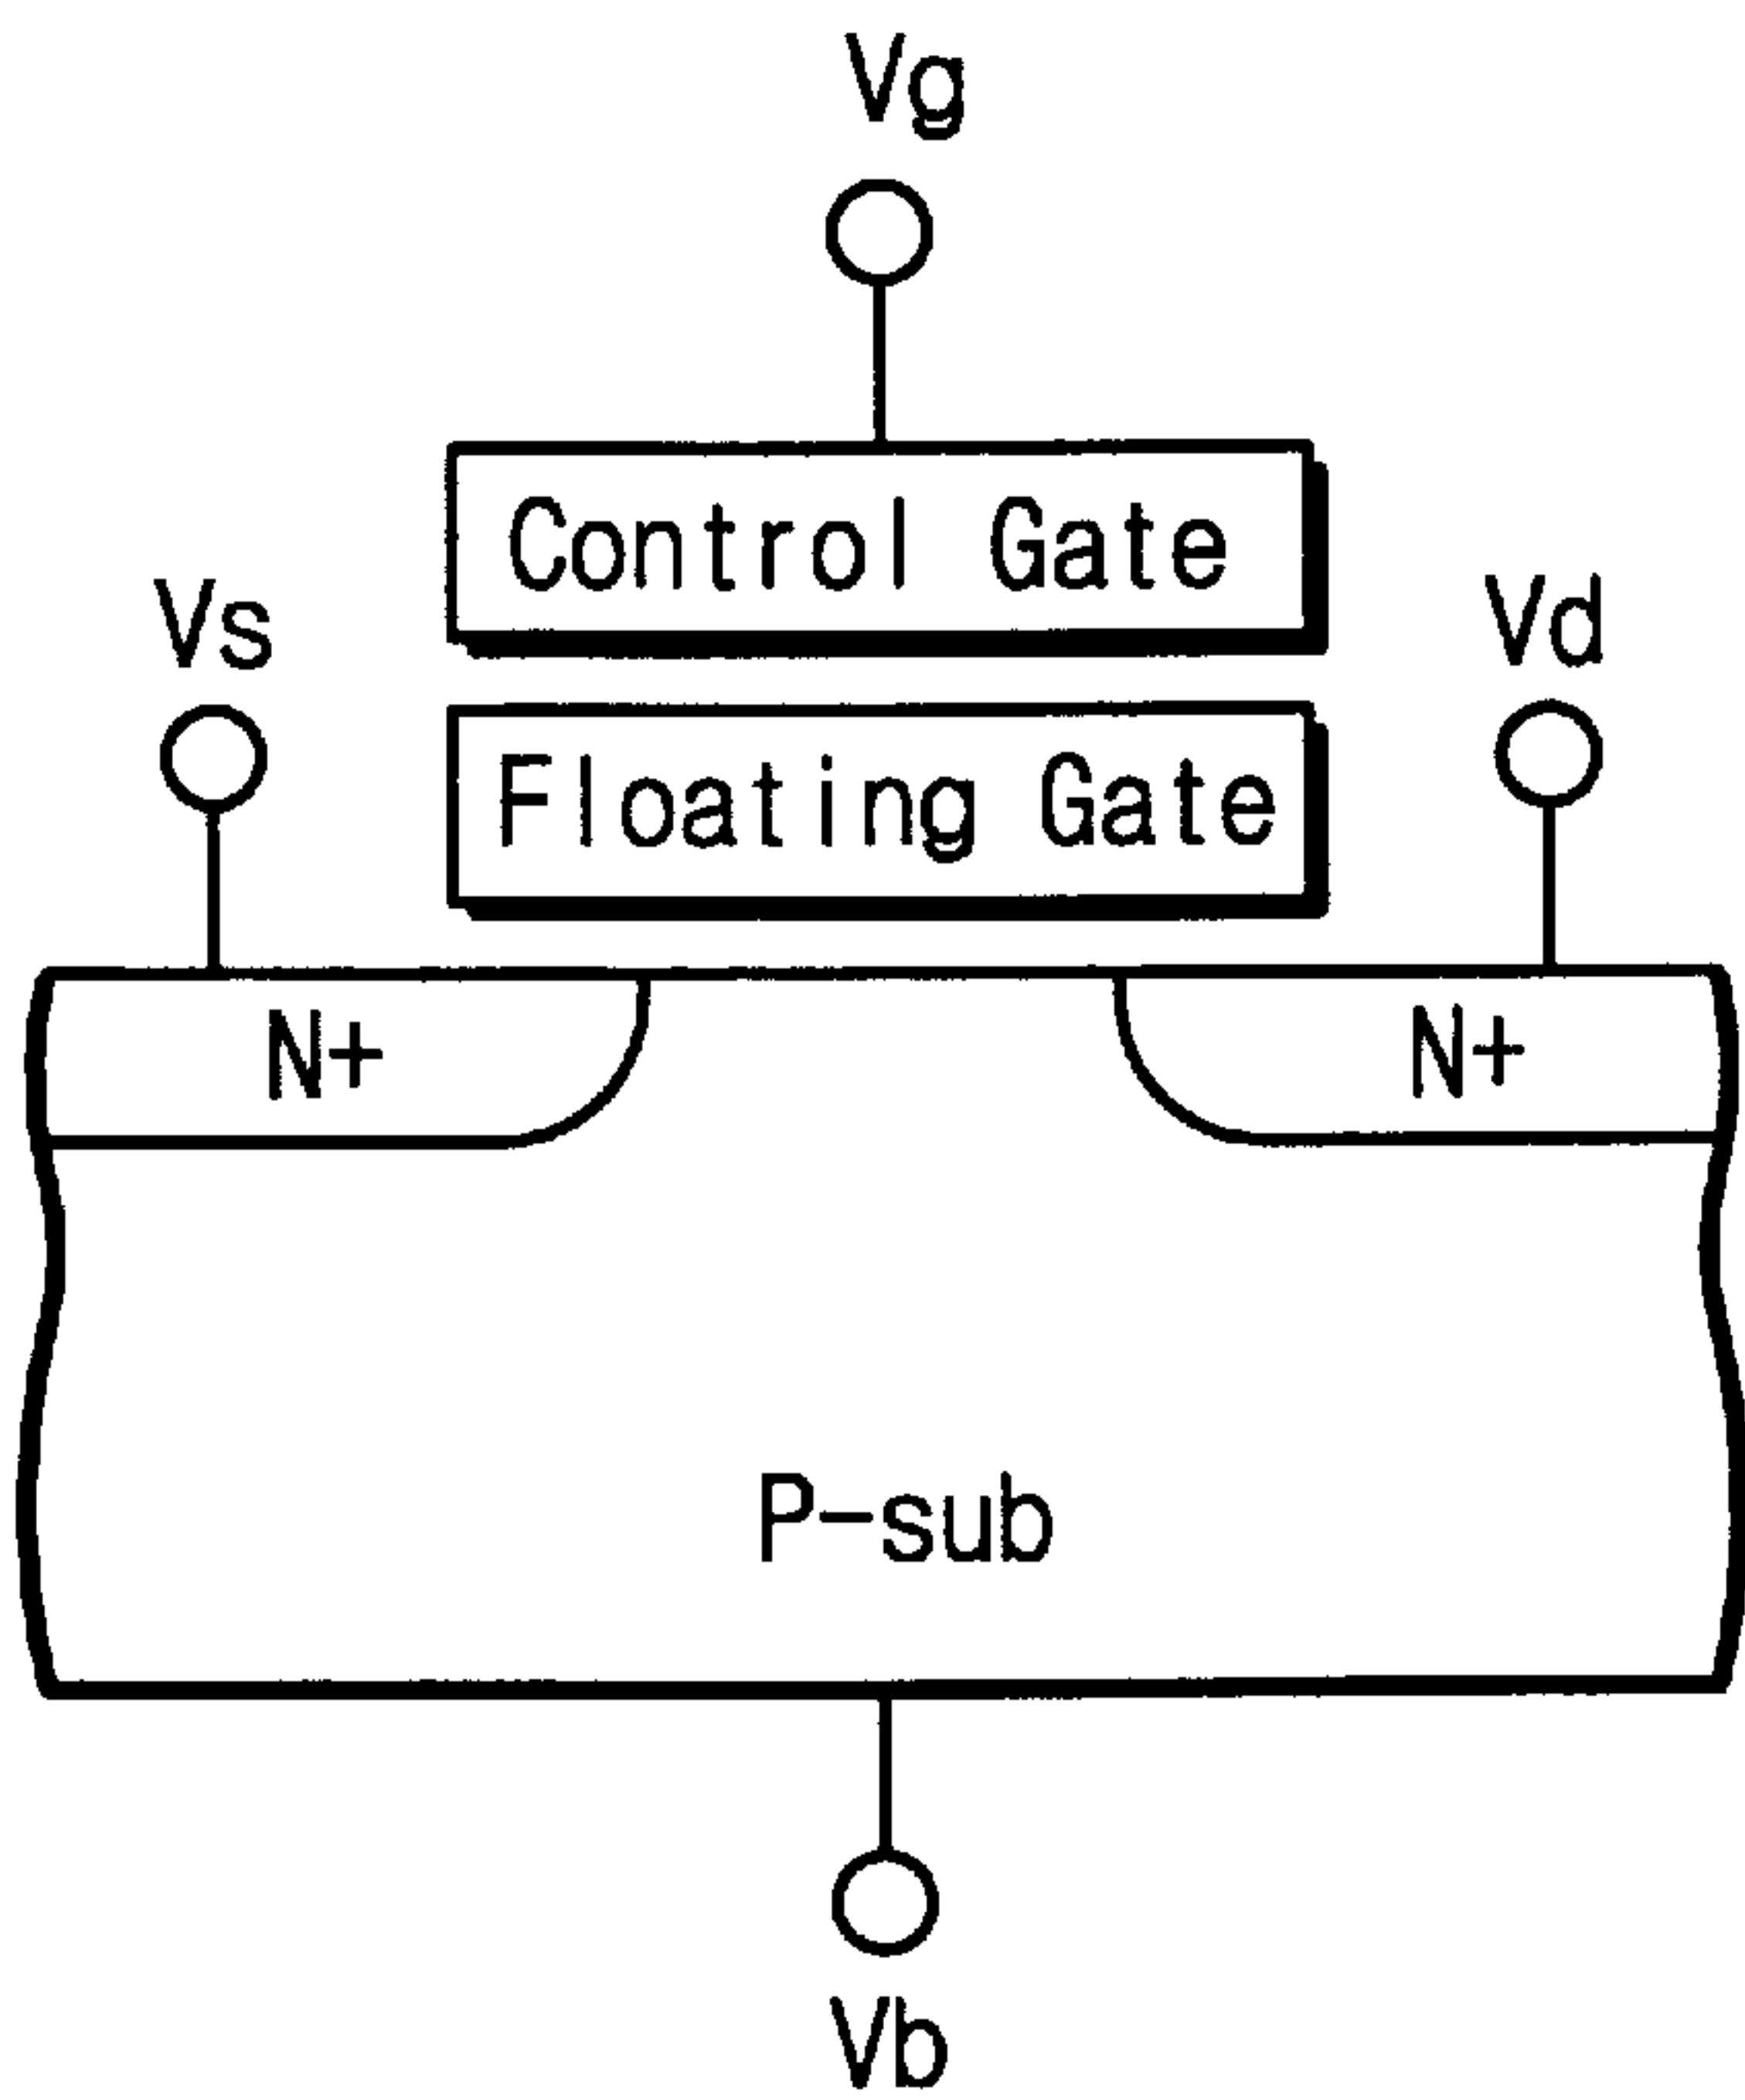 Vg
Control Gate
Vs
Vd
Floating Gate
N+
N+
P-sub
Vb